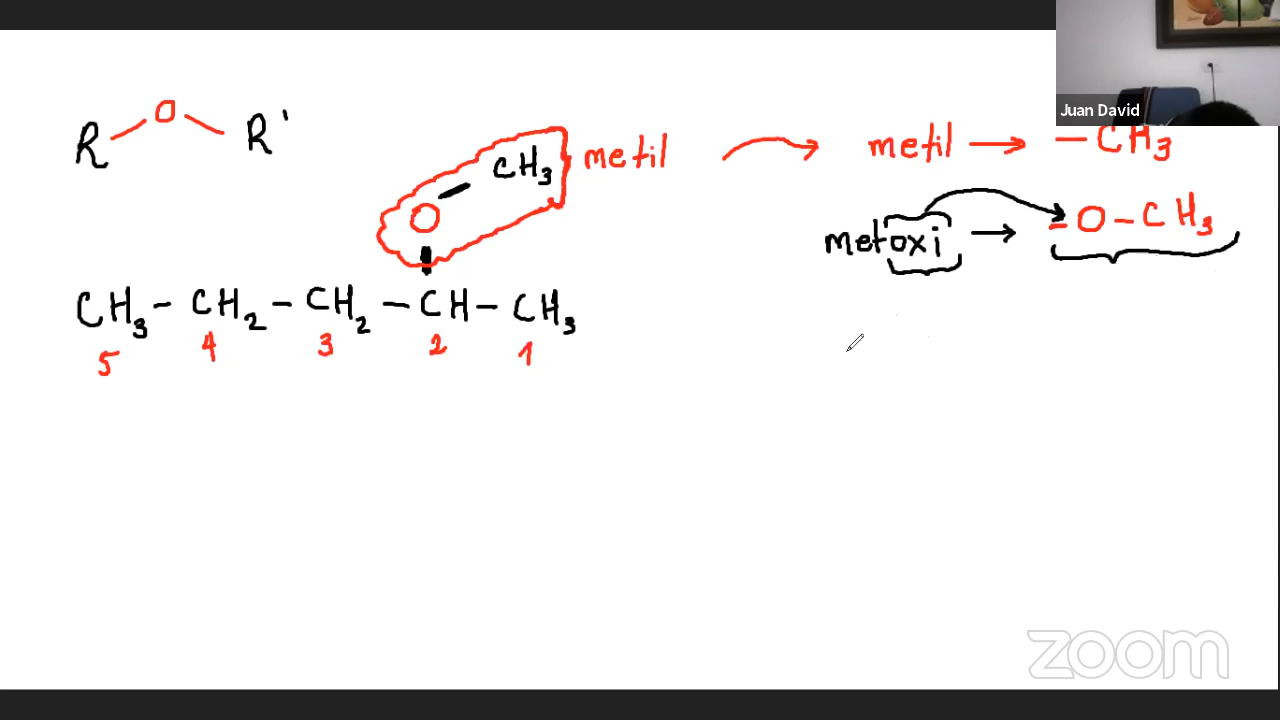 Juan David
R - O - R'
CH3 metil
metil → -CH3
O
metoxi → -O-CH3
CH3 - CH2 - CH2 - CH - CH3
5 4 3 2 1
zoom